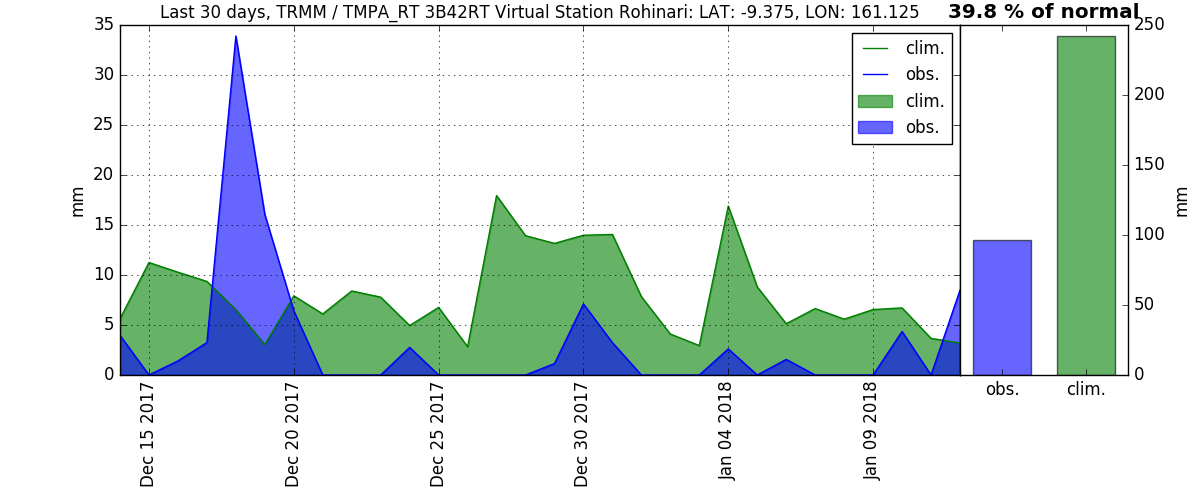 Last 30 days, TRMM / TMPA_RT 3B42RT Virtual Station Rohinari: LAT: -9.375, LON: 161.125
39.8 % of normal
35
30
25
20
15
10
5
0
mm
clim.
obs.
clim.
obs.
Dec 15 2017
Dec 20 2017
Dec 25 2017
Dec 30 2017
Jan 04 2018
Jan 09 2018
250
200
150
100
50
0
mm
obs.
clim.